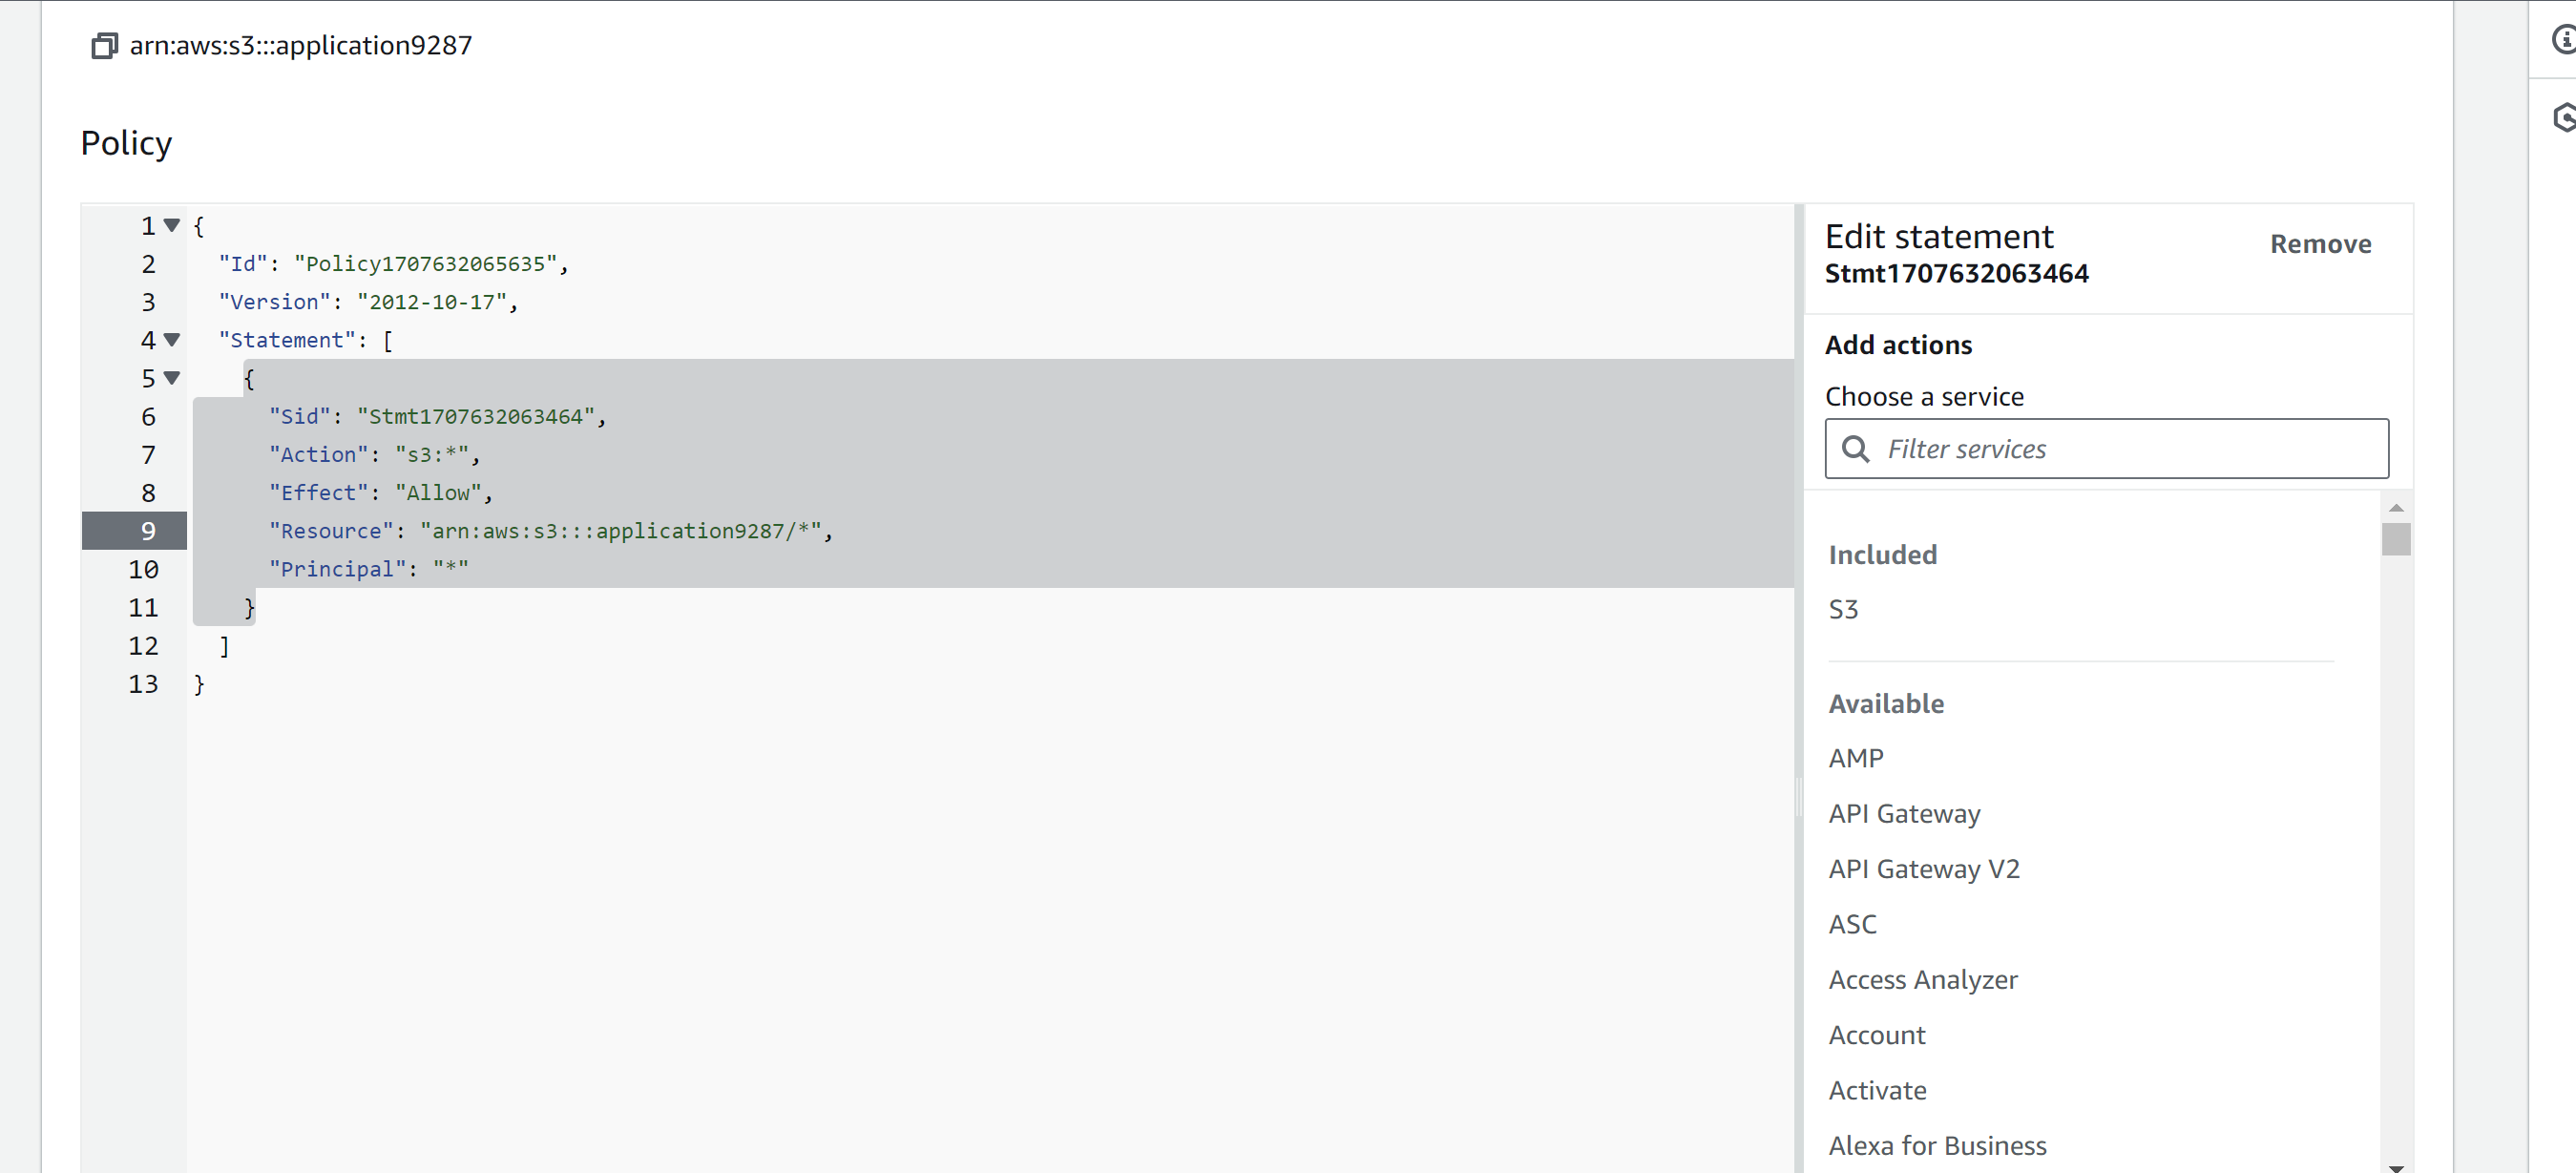 arn:aws:s3:::application9287
Policy
1 {
2 "Id": "Policy1707632065635",
3 "Version": "2012-10-17",
4 "Statement": [
5 {
6 "Sid": "Stmt1707632063464",
7 "Action": "s3:*",
8 "Effect": "Allow",
9 "Resource": "arn:aws:s3:::application9287/*",
10 "Principal": "*"
11 }
12 ]
13 }
Edit statement
Remove
Stmt1707632063464
Add actions
Choose a service
Filter services
Included
S3
Available
AMP
API Gateway
API Gateway V2
ASC
Access Analyzer
Account
Activate
Alexa for Business